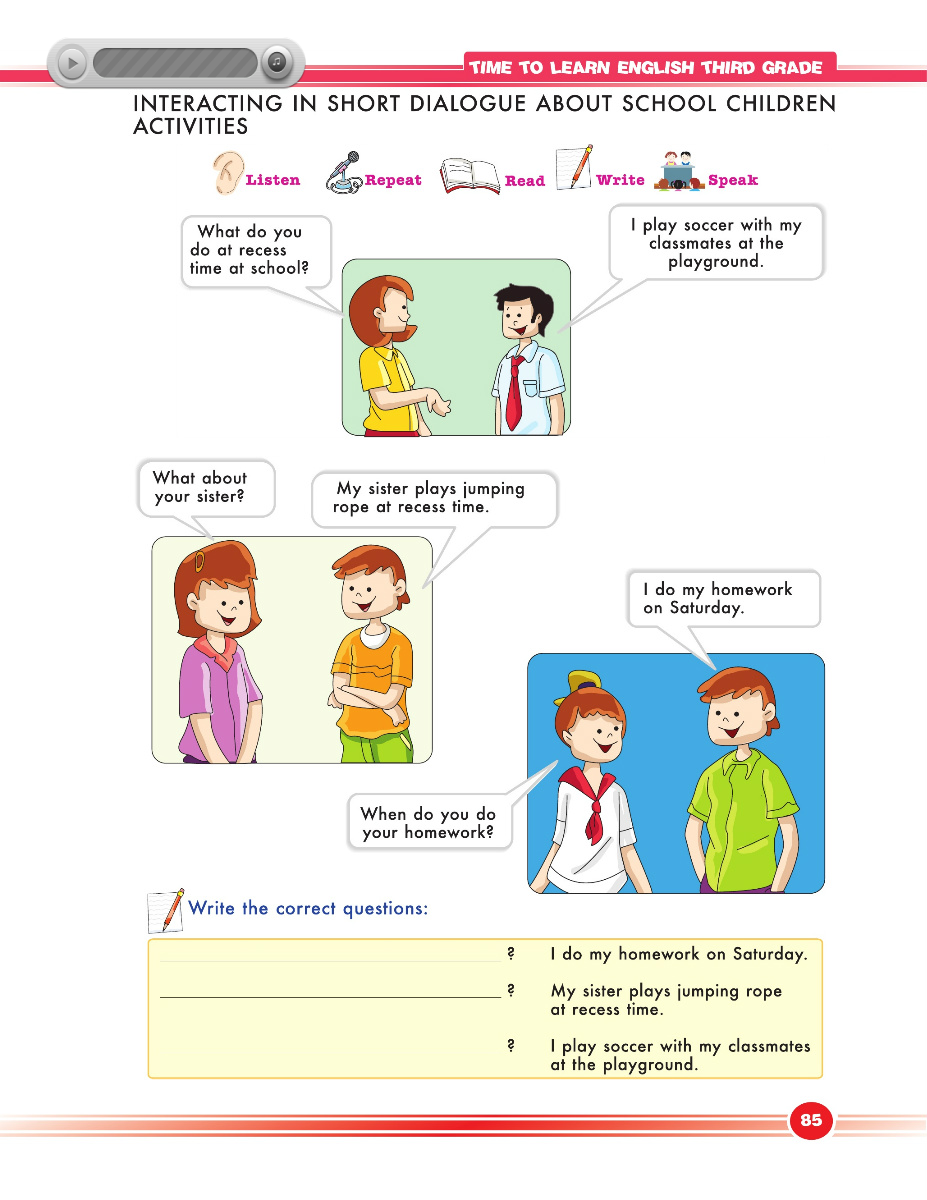 TIME TO LEARN ENGLISH THIRD GRADE
INTERACTING IN SHORT DIALOGUE ABOUT SCHOOL CHILDREN
ACTIVITIES
Listen Repeat Read Write Speak
What do you
do at recess
time at school?
I play soccer with my
classmates at the
playground.
What about
your sister?
My sister plays jumping
rope at recess time.
I do my homework
on Saturday.
When do you do
your homework?
Write the correct questions:
? I do my homework on Saturday.
? My sister plays jumping rope
at recess time.
? I play soccer with my classmates
at the playground.
85